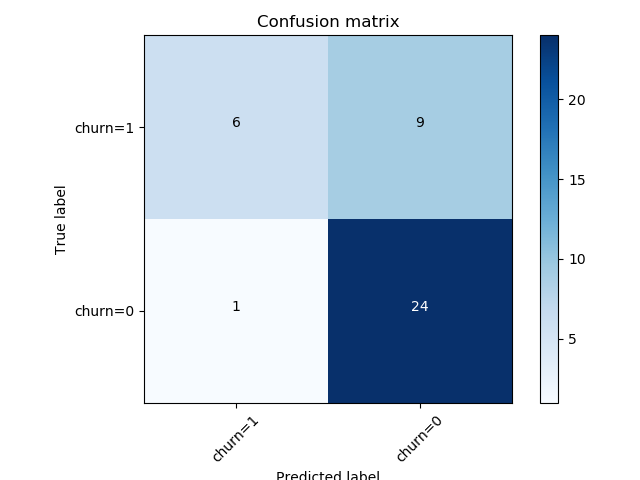 Confusion matrix
True label
churn=1
6
9
churn=0
1
24
churn=1
churn=0
Predicted label
20
15
10
5